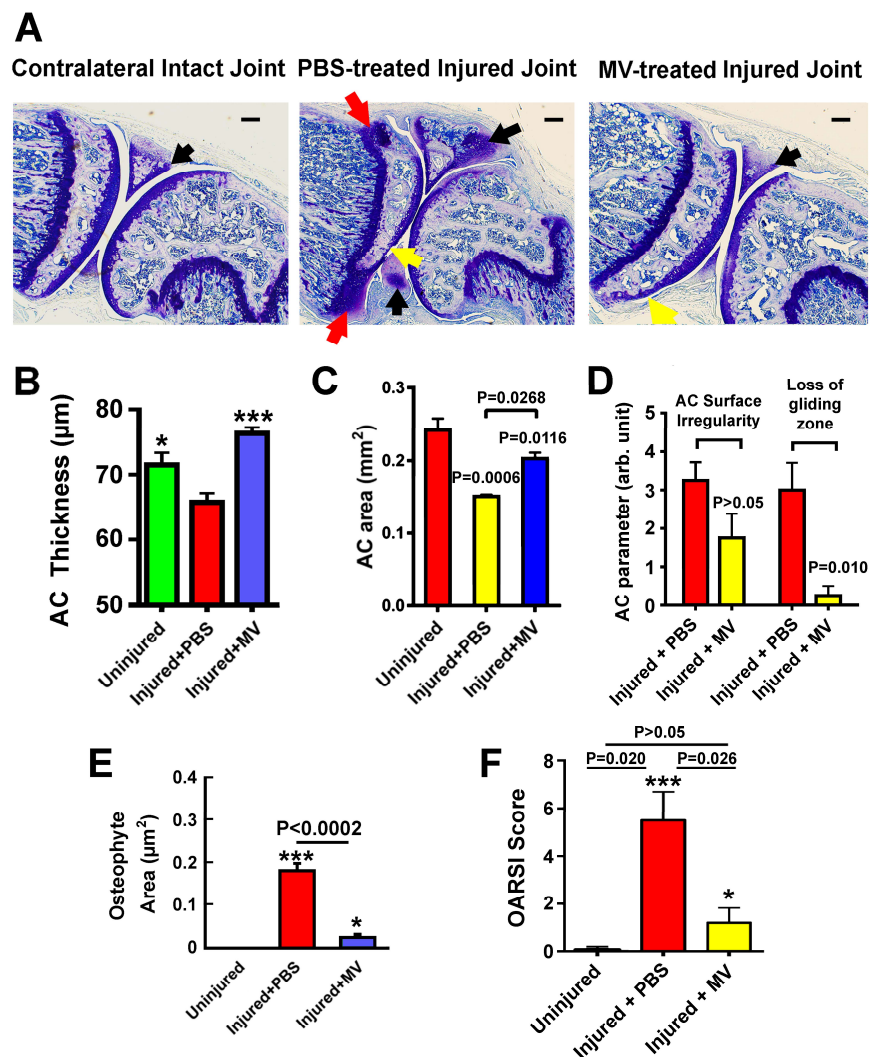 A
Contralateral Intact Joint
PBS-treated Injured Joint
MV-treated Injured Joint
B
AC Thickness (µm)
80
70
60
50
*
***
Uninjured
Injured+PBS
Injured+MV
C
AC area (mm²)
0.3
0.2
0.1
0.0
P=0.0268
P=0.0116
P=0.0006
Uninjured
Injured+PBS
Injured+MV
D
AC parameter (arb. unit)
5
4
3
2
1
0
AC Surface
Irregularity
Loss of
gliding
zone
P>0.05
P=0.010
Injured + PBS
Injured + MV
Injured + PBS
Injured + MV
E
Osteophyte
Area (µm²)
0.4
0.3
0.2
0.1
0
P<0.0002
***
*
Uninjured
Injured+PBS
Injured+MV
F
OARSI Score
8
6
4
2
0
P>0.05
P=0.020
P=0.026
***
*
Uninjured
Injured + PBS
Injured + MV